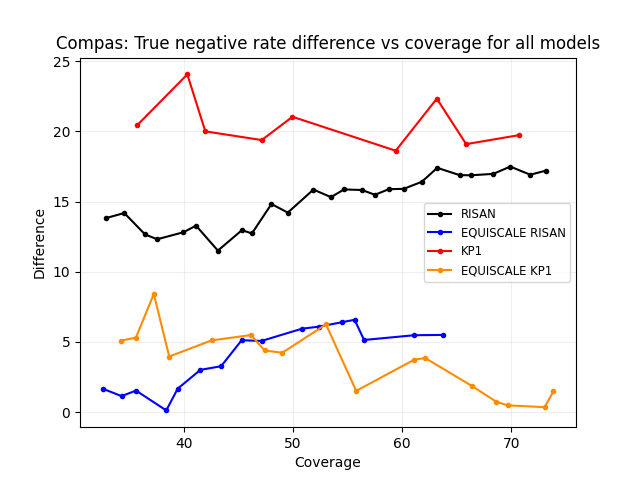 Compas: True negative rate difference vs coverage for all models
25
20
15
10
5
0
Difference
RISAN
EQUISCALE RISAN
KP1
EQUISCALE KP1
40 50 60 70
Coverage